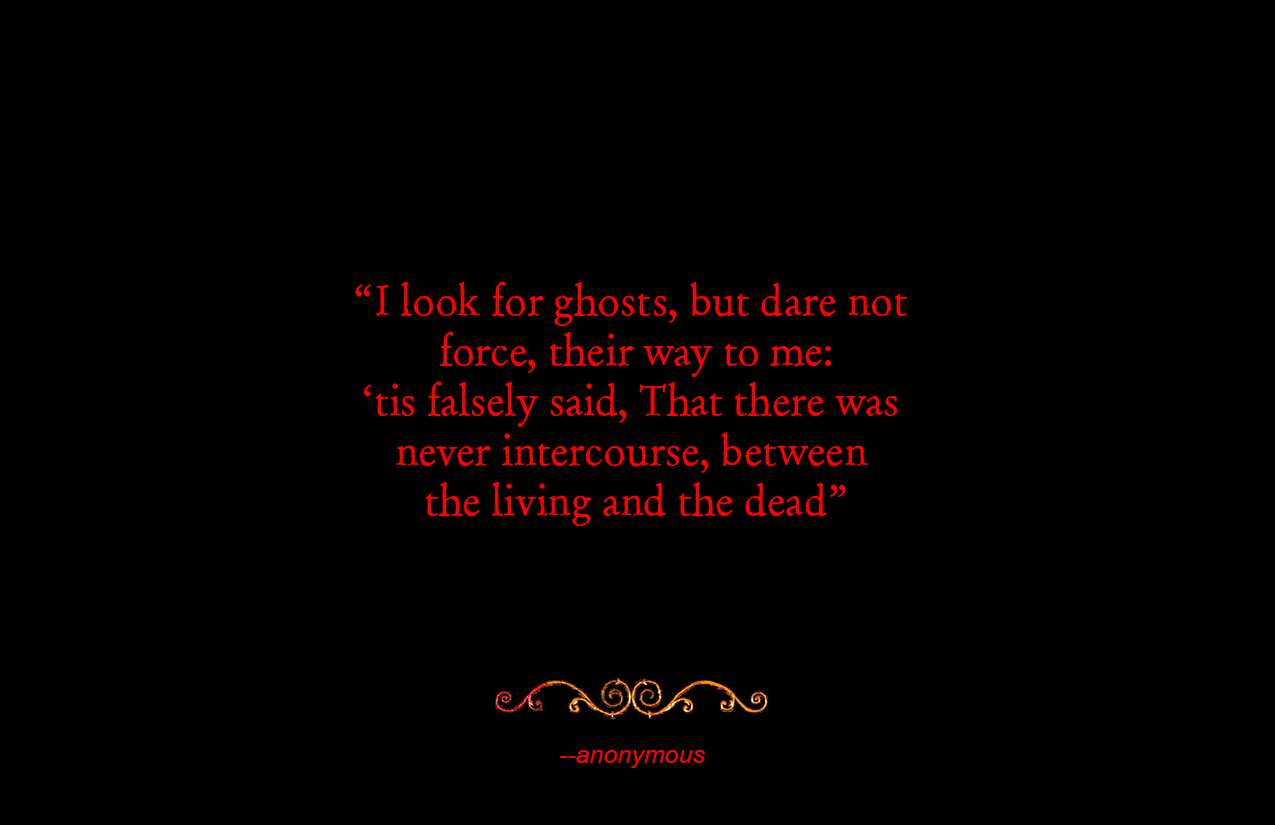 “I look for ghosts, but dare not
force, their way to me:
‘tis falsely said, That there was
never intercourse, between
the living and the dead”
--anonymous